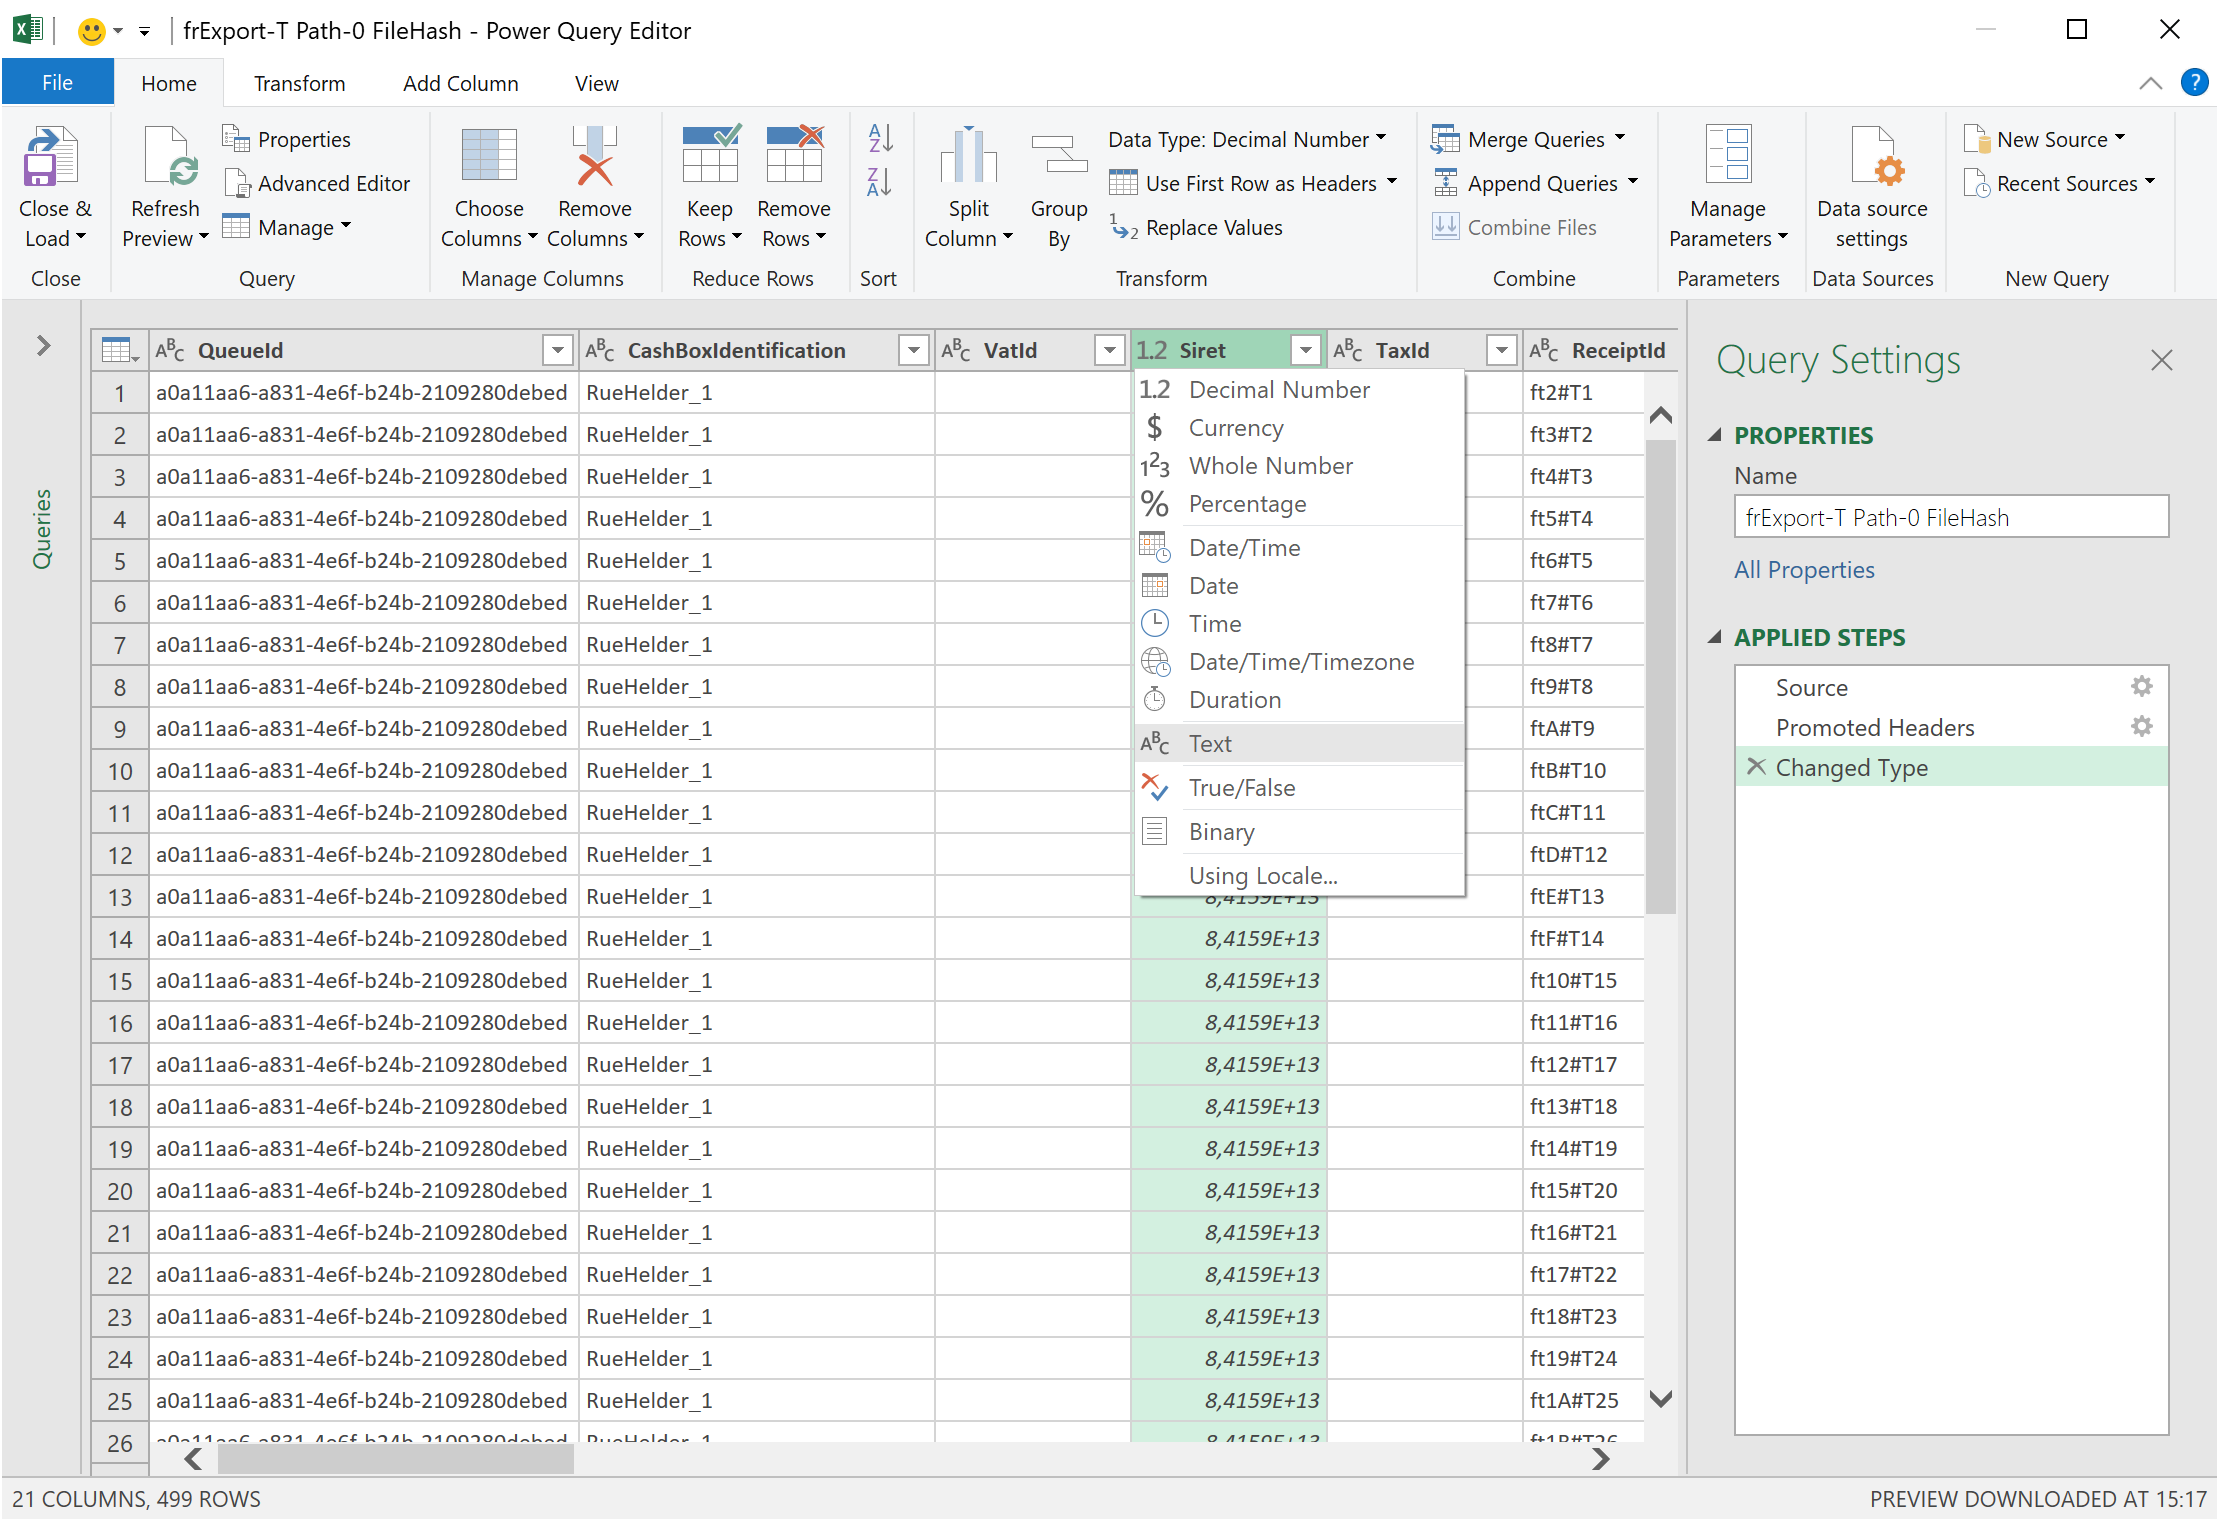 frExport-T Path-0 FileHash - Power Query Editor
File Home Transform Add Column View
Close & Load
Close
Refresh Preview
Properties
Advanced Editor
Manage
Query
Choose Columns
Remove Columns
Manage Columns
Keep Rows
Remove Rows
Reduce Rows
Sort
Split Column
Group By
Data Type: Decimal Number
Use First Row as Headers
Replace Values
Transform
Merge Queries
Append Queries
Combine Files
Combine
Manage Parameters
Parameters
Data source settings
Data Sources
New Source
Recent Sources
New Query
Queries
ABC QueueId ABC CashBoxIdentification ABC VatId 1.2 Siret ABC TaxId ABC ReceiptId
1 a0a11aa6-a831-4e6f-b24b-2109280debed RueHelder_1 ft2#T1
2 a0a11aa6-a831-4e6f-b24b-2109280debed RueHelder_1 ft3#T2
3 a0a11aa6-a831-4e6f-b24b-2109280debed RueHelder_1 ft4#T3
4 a0a11aa6-a831-4e6f-b24b-2109280debed RueHelder_1 ft5#T4
5 a0a11aa6-a831-4e6f-b24b-2109280debed RueHelder_1 ft6#T5
6 a0a11aa6-a831-4e6f-b24b-2109280debed RueHelder_1 ft7#T6
7 a0a11aa6-a831-4e6f-b24b-2109280debed RueHelder_1 ft8#T7
8 a0a11aa6-a831-4e6f-b24b-2109280debed RueHelder_1 ft9#T8
9 a0a11aa6-a831-4e6f-b24b-2109280debed RueHelder_1 ftA#T9
10 a0a11aa6-a831-4e6f-b24b-2109280debed RueHelder_1 ftB#T10
11 a0a11aa6-a831-4e6f-b24b-2109280debed RueHelder_1 ftC#T11
12 a0a11aa6-a831-4e6f-b24b-2109280debed RueHelder_1 ftD#T12
13 a0a11aa6-a831-4e6f-b24b-2109280debed RueHelder_1 8,4159E+13 ftE#T13
14 a0a11aa6-a831-4e6f-b24b-2109280debed RueHelder_1 8,4159E+13 ftF#T14
15 a0a11aa6-a831-4e6f-b24b-2109280debed RueHelder_1 8,4159E+13 ft10#T15
16 a0a11aa6-a831-4e6f-b24b-2109280debed RueHelder_1 8,4159E+13 ft11#T16
17 a0a11aa6-a831-4e6f-b24b-2109280debed RueHelder_1 8,4159E+13 ft12#T17
18 a0a11aa6-a831-4e6f-b24b-2109280debed RueHelder_1 8,4159E+13 ft13#T18
19 a0a11aa6-a831-4e6f-b24b-2109280debed RueHelder_1 8,4159E+13 ft14#T19
20 a0a11aa6-a831-4e6f-b24b-2109280debed RueHelder_1 8,4159E+13 ft15#T20
21 a0a11aa6-a831-4e6f-b24b-2109280debed RueHelder_1 8,4159E+13 ft16#T21
22 a0a11aa6-a831-4e6f-b24b-2109280debed RueHelder_1 8,4159E+13 ft17#T22
23 a0a11aa6-a831-4e6f-b24b-2109280debed RueHelder_1 8,4159E+13 ft18#T23
24 a0a11aa6-a831-4e6f-b24b-2109280debed RueHelder_1 8,4159E+13 ft19#T24
25 a0a11aa6-a831-4e6f-b24b-2109280debed RueHelder_1 8,4159E+13 ft1A#T25
26 a0a11aa6-a831-4e6f-b24b-2109280debed RueHelder_1 8,4159E+13 ft1B#T26
1.2 Decimal Number
$ Currency
123 Whole Number
% Percentage
Date/Time
Date
Time
Date/Time/Timezone
Duration
ABC Text
True/False
Binary
Using Locale...
Query Settings
PROPERTIES
Name
frExport-T Path-0 FileHash
All Properties
APPLIED STEPS
Source
Promoted Headers
Changed Type
21 COLUMNS, 499 ROWS
PREVIEW DOWNLOADED AT 15:17